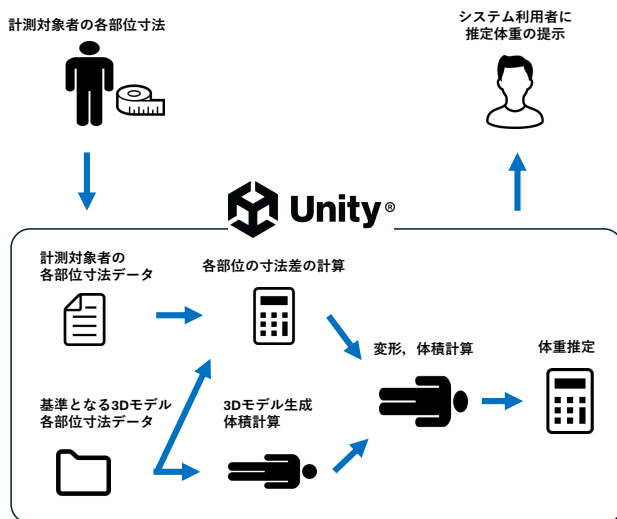 計測対象者の各部位寸法
システム利用者に
推定体重の提示
Unity®
計測対象者の
各部位寸法データ
各部位の寸法差の計算
変形，体積計算
体重推定
基準となる3Dモデル
各部位寸法データ
3Dモデル生成
体積計算